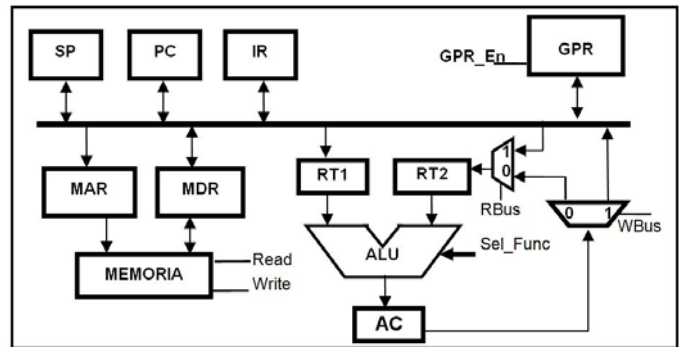 SP
PC
IR
GPR_En
GPR
MAR
MDR
RT1
RT2
1
0
RBus
0 1
WBus
ALU
Sel_Func
MEMORIA
Read
Write
AC